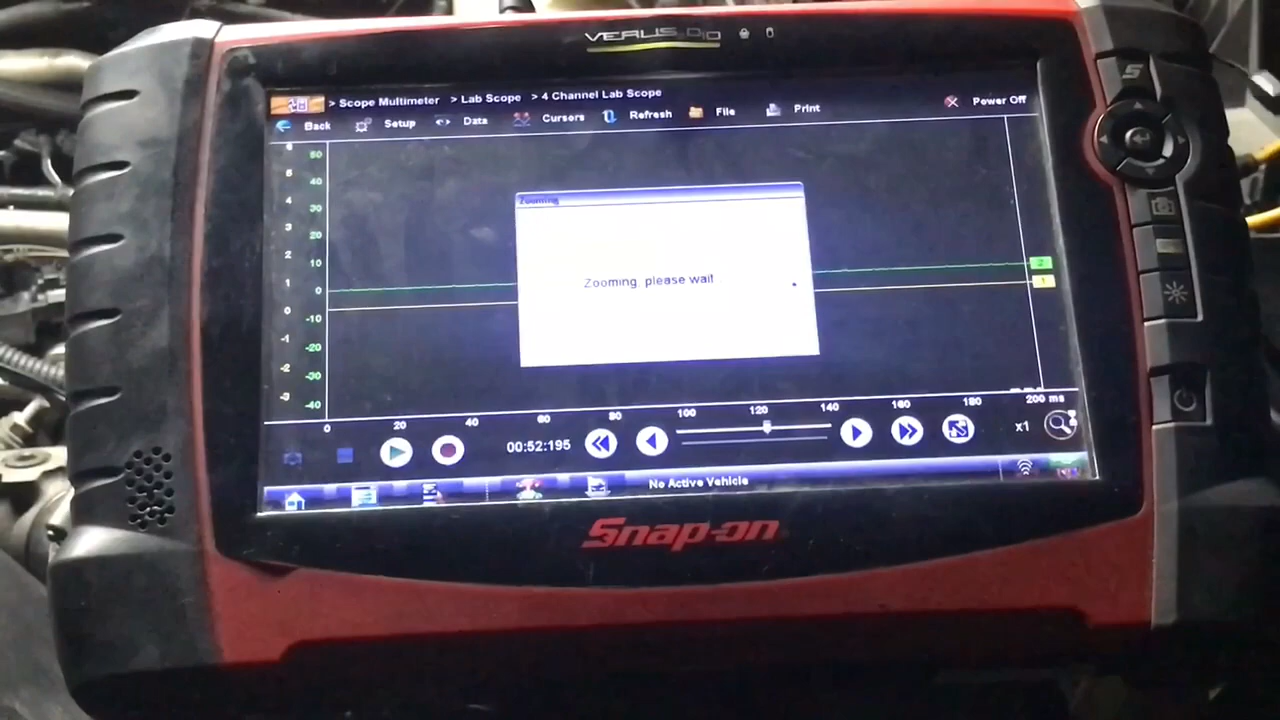 VERUS PRO
> Scope Multimeter > Lab Scope > 4 Channel Lab Scope
Back Setup Data Cursors Refresh File Print Power Off
6 50
5 40
4 30
3 20
2 10
1 0
0 -10
-1 -20
-2 -30
-3 -40
Zooming
Zooming, please wait
2
1
0 20 40 60 80 100 120 140 160 180 200 ms
00:52:195
x1
No Active Vehicle
Snap-on